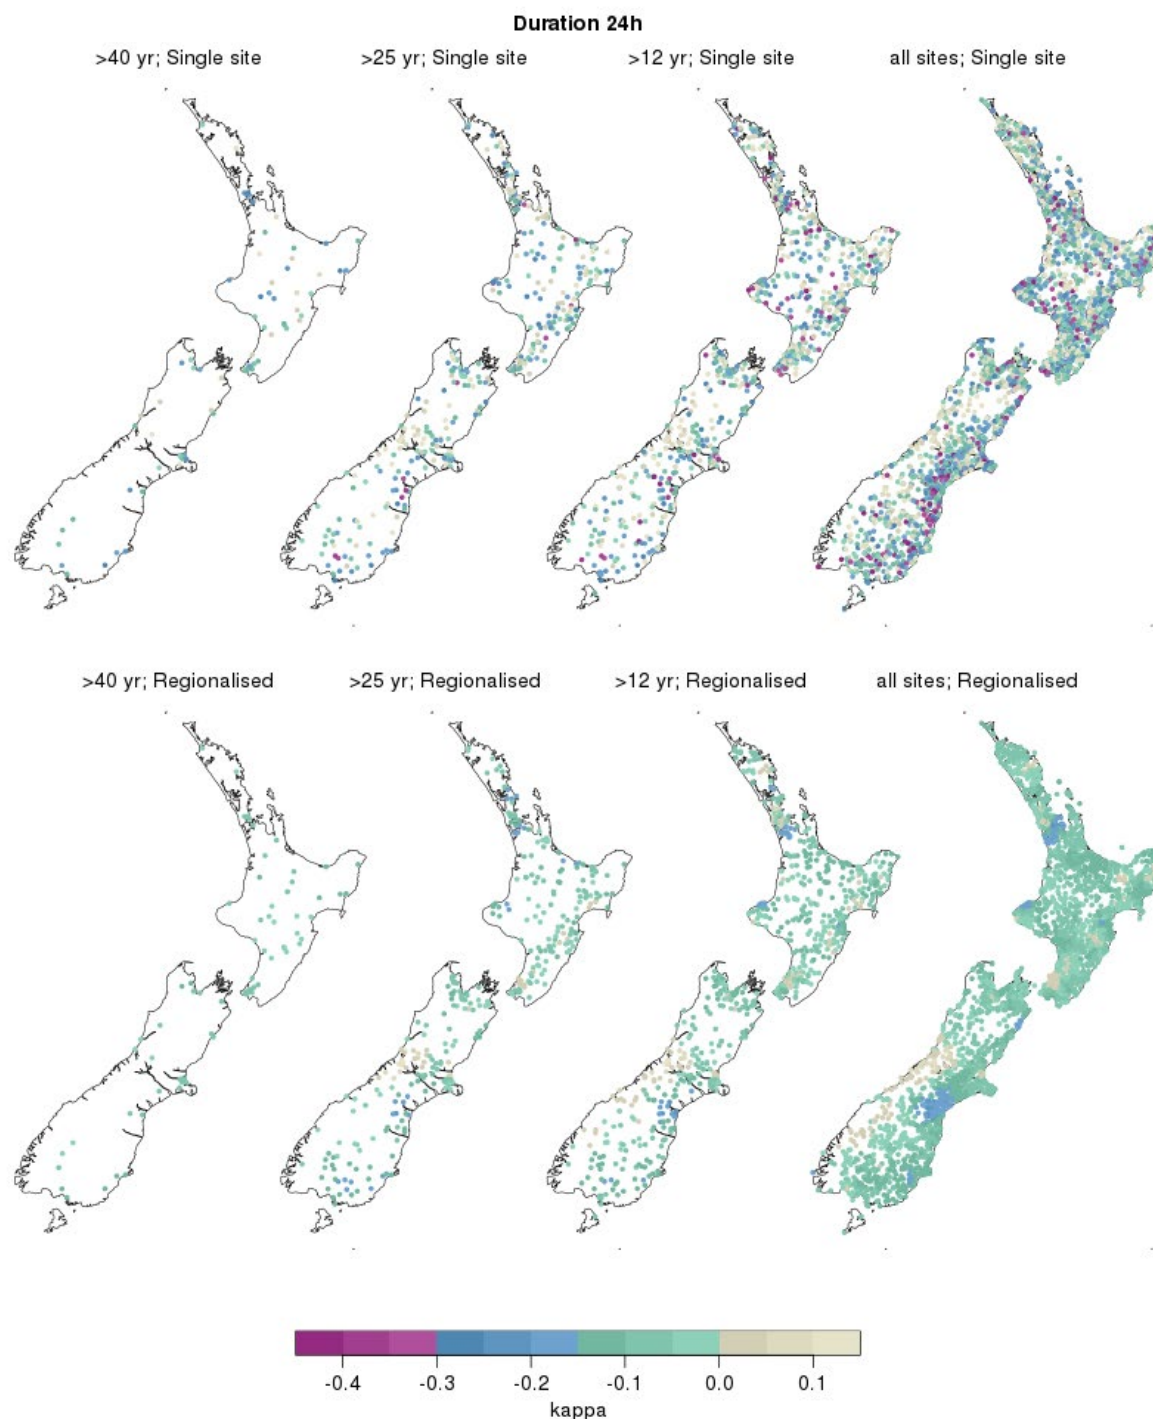 Duration 24h
>40 yr; Single site
>25 yr; Single site
>12 yr; Single site
all sites; Single site
>40 yr; Regionalised
>25 yr; Regionalised
>12 yr; Regionalised
all sites; Regionalised
-0.4 -0.3 -0.2 -0.1 0.0 0.1
kappa